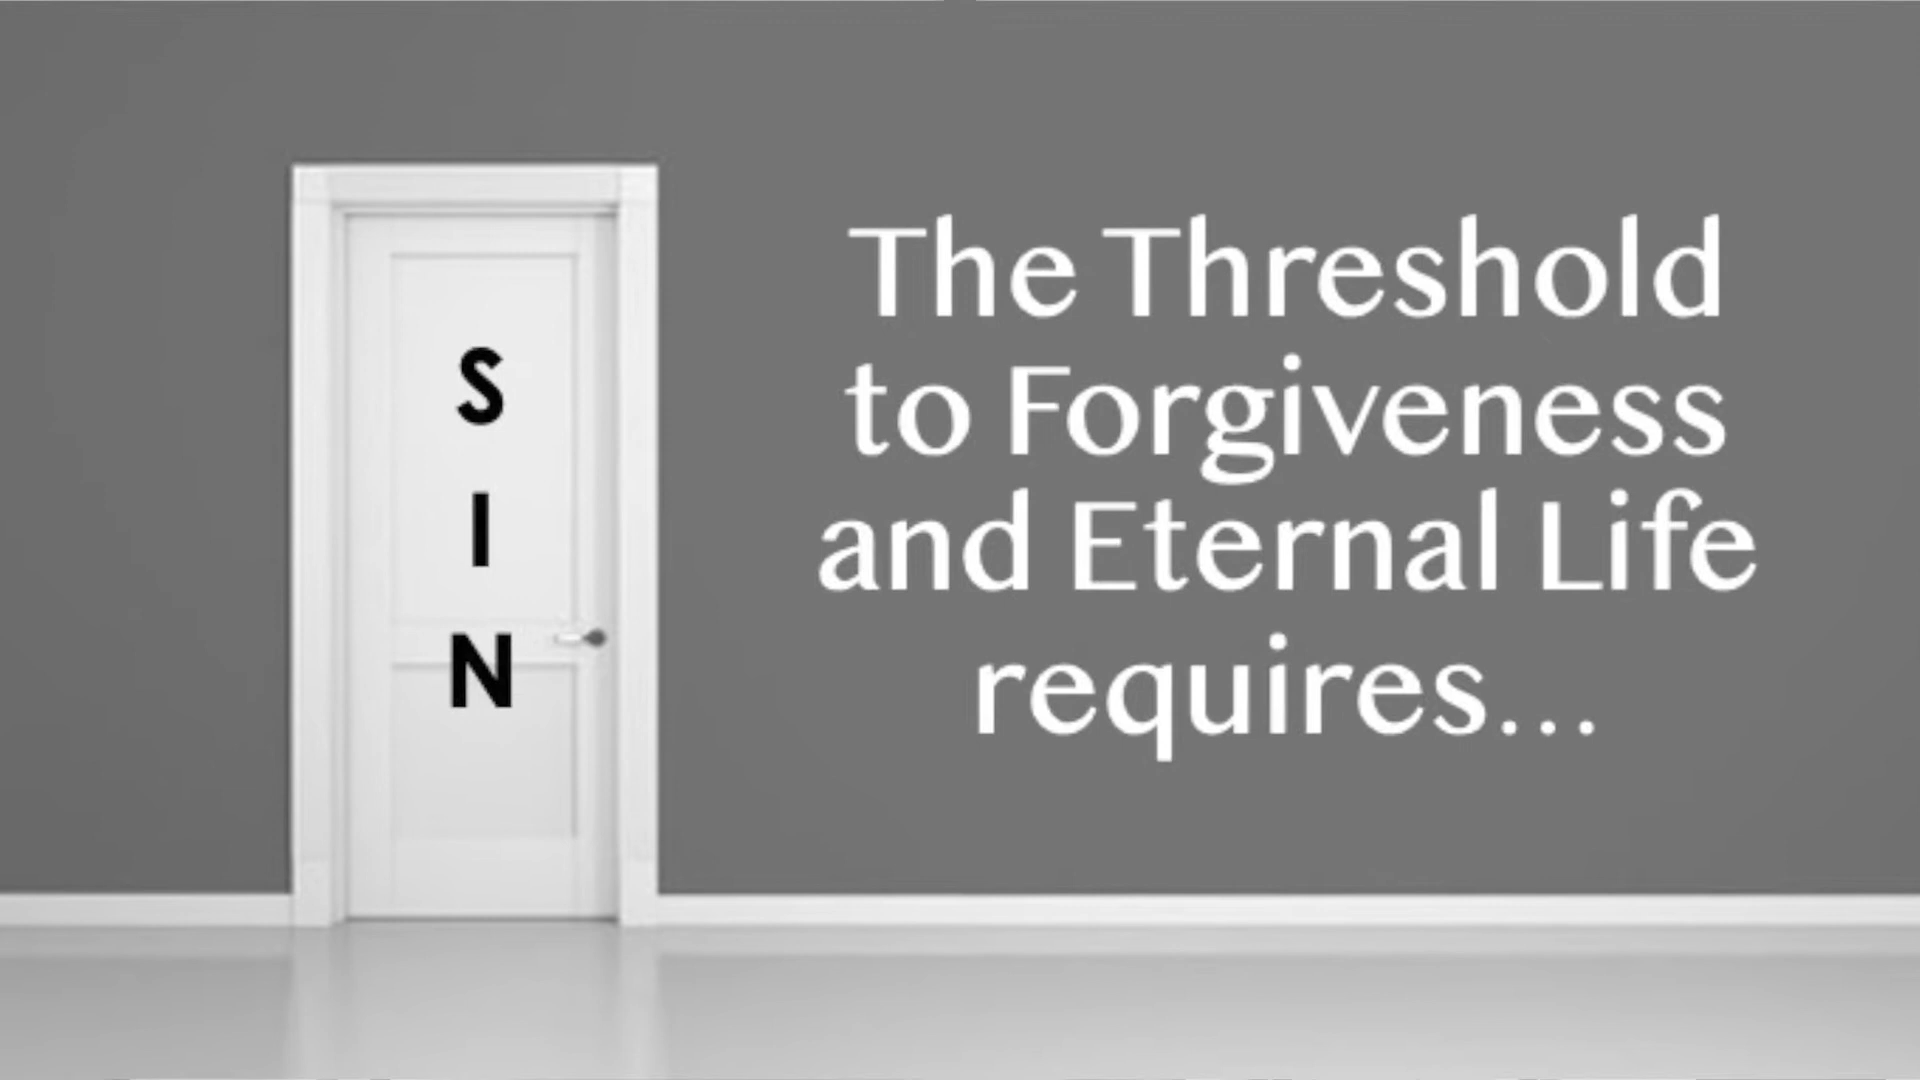 S
I
N
The Threshold
to Forgiveness
and Eternal Life
requires...